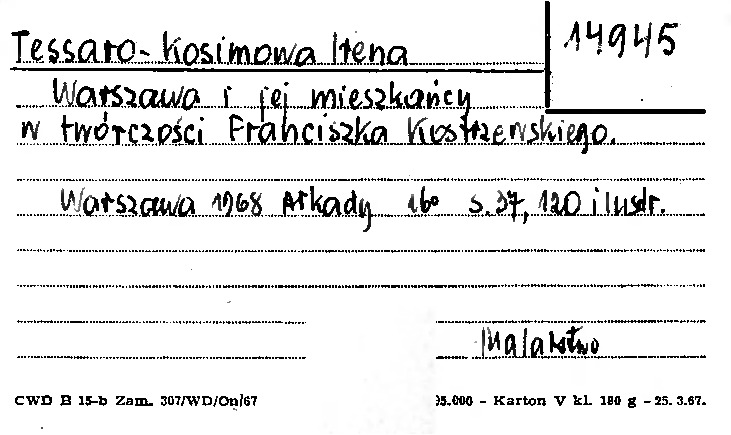 Tessaro-Kosimowa Irena
14945
Warszawa i jej mieszkańcy
w twórczości Franciszka Kostrzewskiego.
Warszawa 1968 Arkady 16° s. 37, 120 ilustr.
Malarstwo
CWD B 15-b Zam. 307/WD/On/67
95.000 - Karton V kl. 180 g - 25. 3.67.